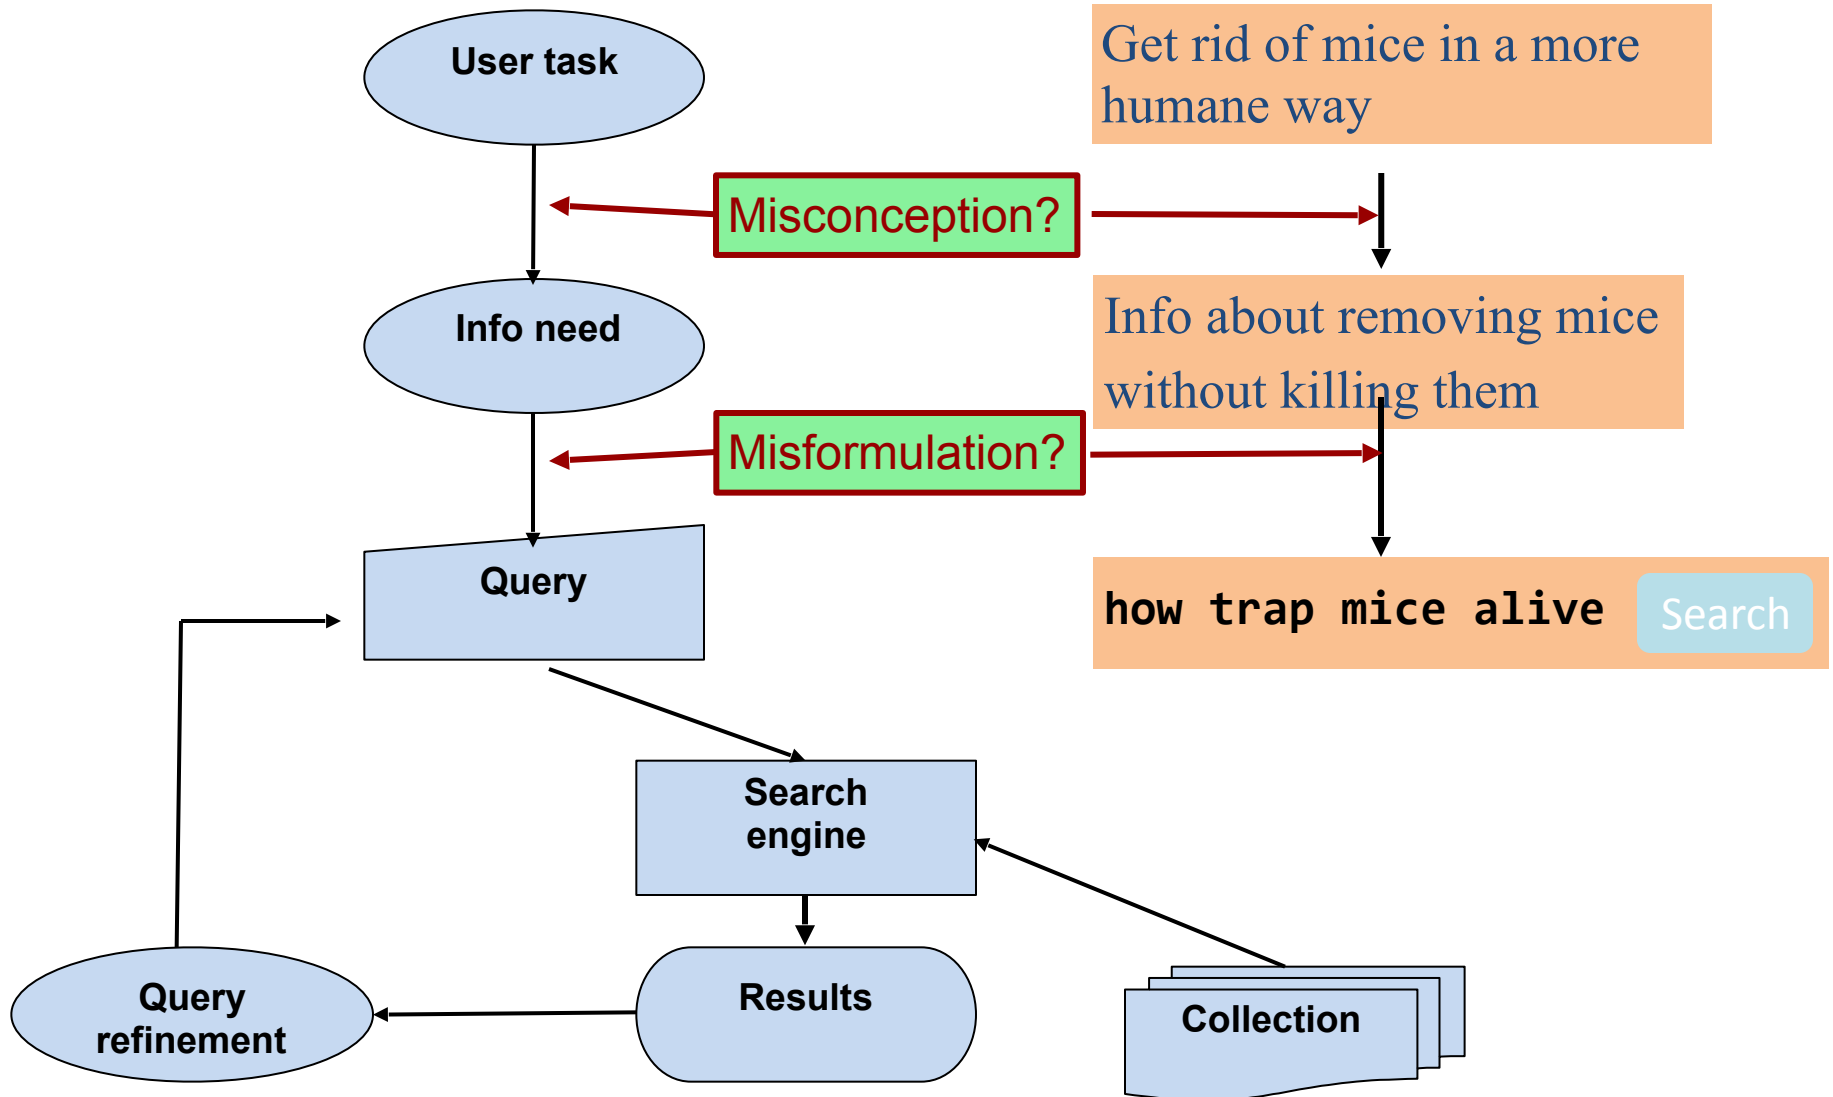 User task
Get rid of mice in a more
humane way
Misconception?
Info need
Info about removing mice
without killing them
Misformulation?
Query
how trap mice alive
Search
Search
engine
Results
Query
refinement
Collection